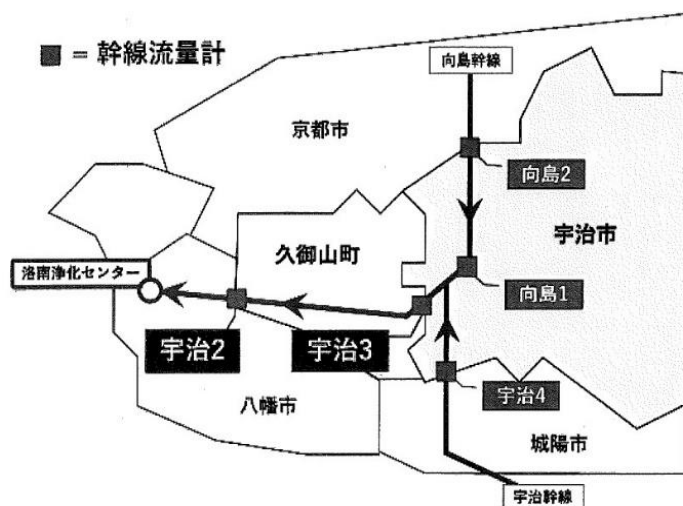 ■ = 幹線流量計
向島幹線
京都市
向島2
宇治市
久御山町
洛南浄化センター
向島1
宇治2
宇治3
宇治4
八幡市
城陽市
宇治幹線